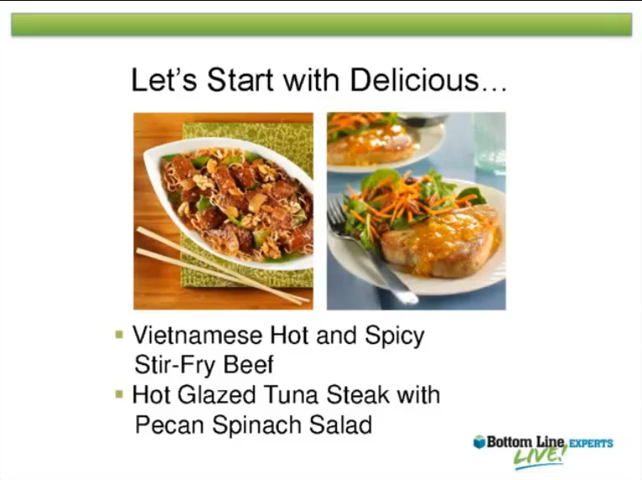 Let's Start with Delicious…
Vietnamese Hot and Spicy
Stir-Fry Beef
Hot Glazed Tuna Steak with
Pecan Spinach Salad
Bottom Line EXPERTS
LIVE!